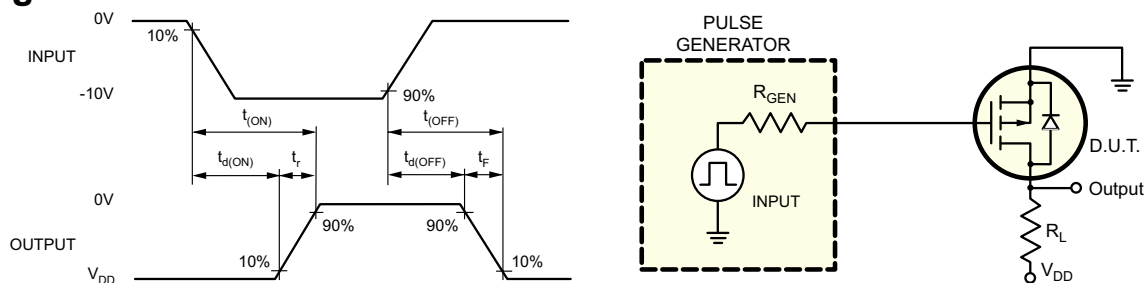 0V
10%
INPUT
-10V
90%
t(ON)
t(OFF)
td(ON)
tr
td(OFF)
tF
0V
90%
90%
OUTPUT
10%
10%
VDD
PULSE
GENERATOR
RGEN
INPUT
D.U.T.
Output
RL
VDD